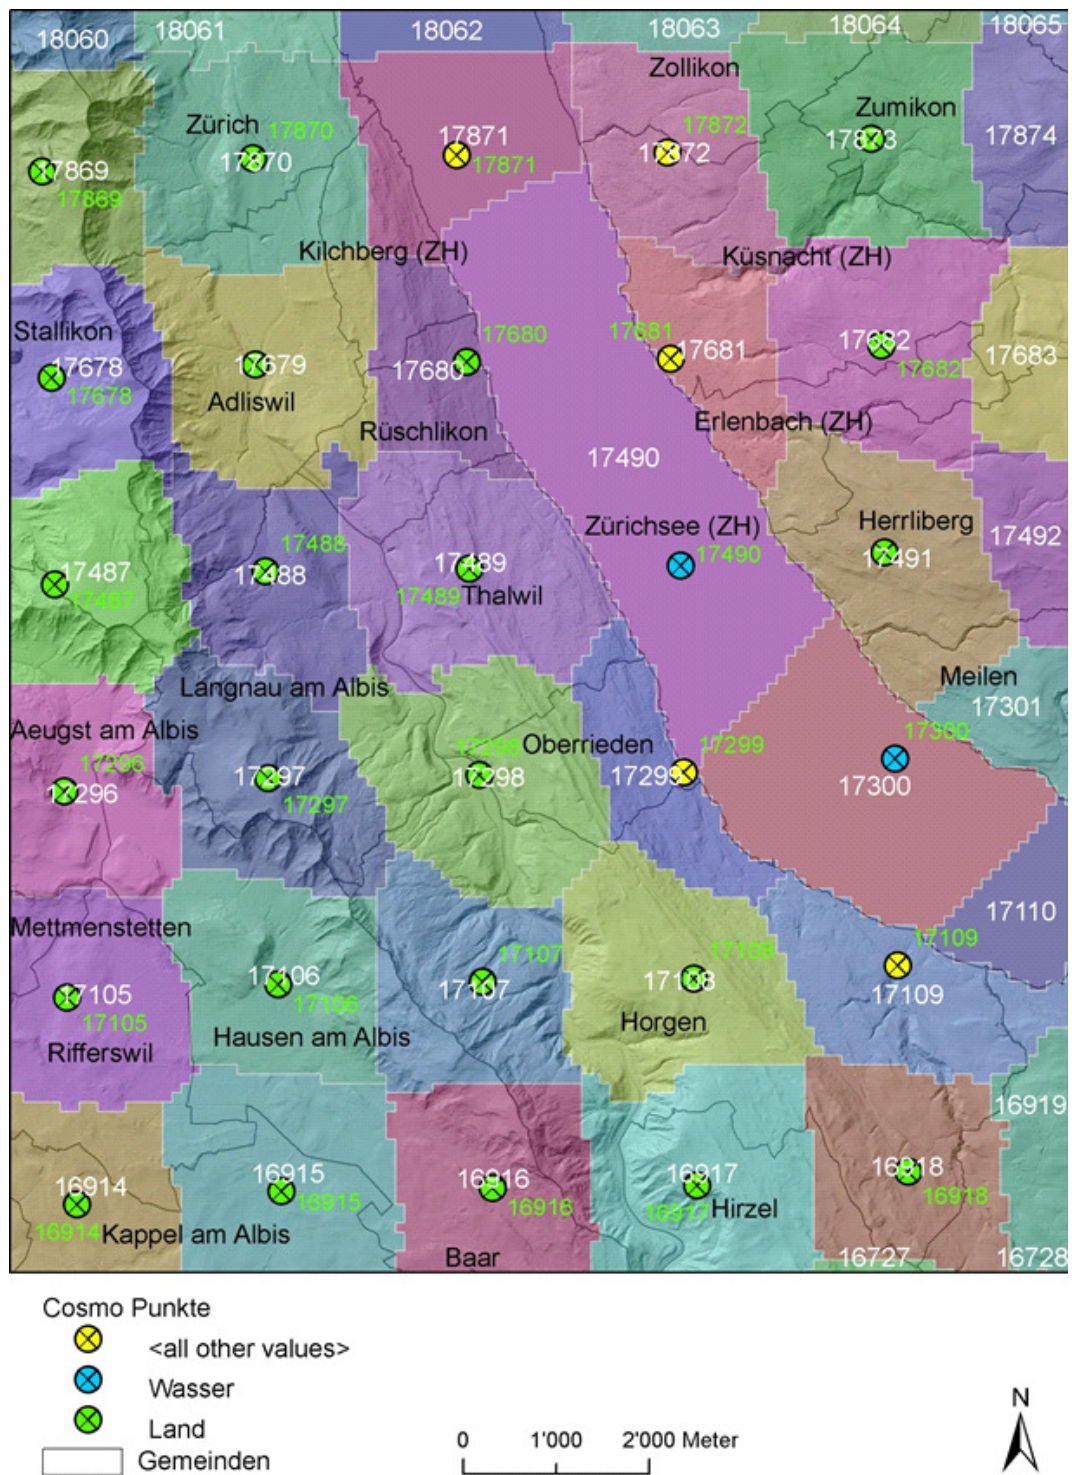 18060
18061
18062
18063
18064
18065
Zollikon
Zumikon
Zürich
17870
17870
17871
17871
17872
17872
17873
17874
17869
17869
Kilchberg (ZH)
Küsnacht (ZH)
Stallikon
17678
17678
17679
Adliswil
17680
17680
Rüschlikon
17681
17681
17682
17682
17683
Erlenbach (ZH)
17490
Zürichsee (ZH)
17490
Herrliberg
17491
17492
17487
17487
17488
17488
17489
17489
Thalwil
Langnau am Albis
Meilen
17301
Aeugst am Albis
17296
17296
17297
17297
17298
17298
Oberrieden
17299
17299
17300
17300
Mettmenstetten
17105
17105
Rifferswil
17106
17106
Hausen am Albis
17107
17107
17108
17108
Horgen
17109
17109
17110
16914
16914
Kappel am Albis
16915
16915
16916
16916
Baar
16917
16917
Hirzel
16918
16918
16919
16727
16728
Cosmo Punkte
<all other values>
Wasser
Land
Gemeinden
0 1'000 2'000 Meter
N